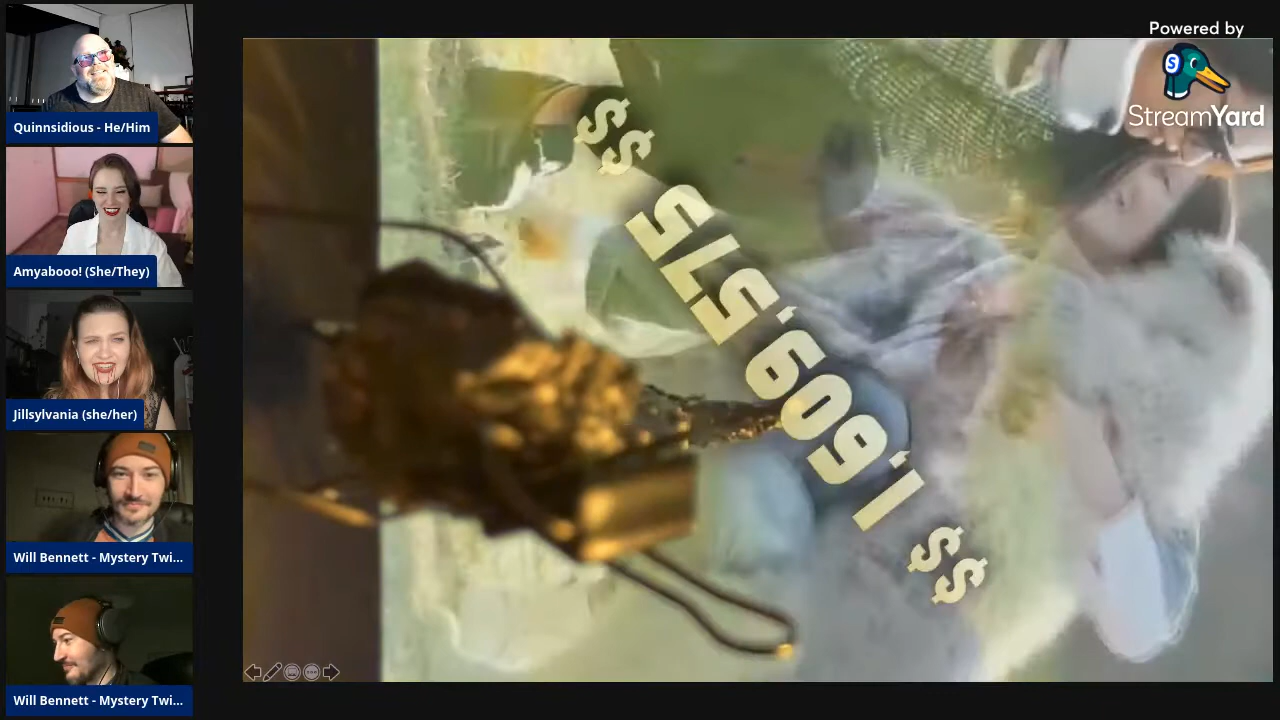 Powered by
StreamYard
Quinnsidious - He/Him
Amyabooo! (She/They)
Jillsylvania (she/her)
Will Bennett - Mystery Twi...
Will Bennett - Mystery Twi...
$$ 1,609,575 $$